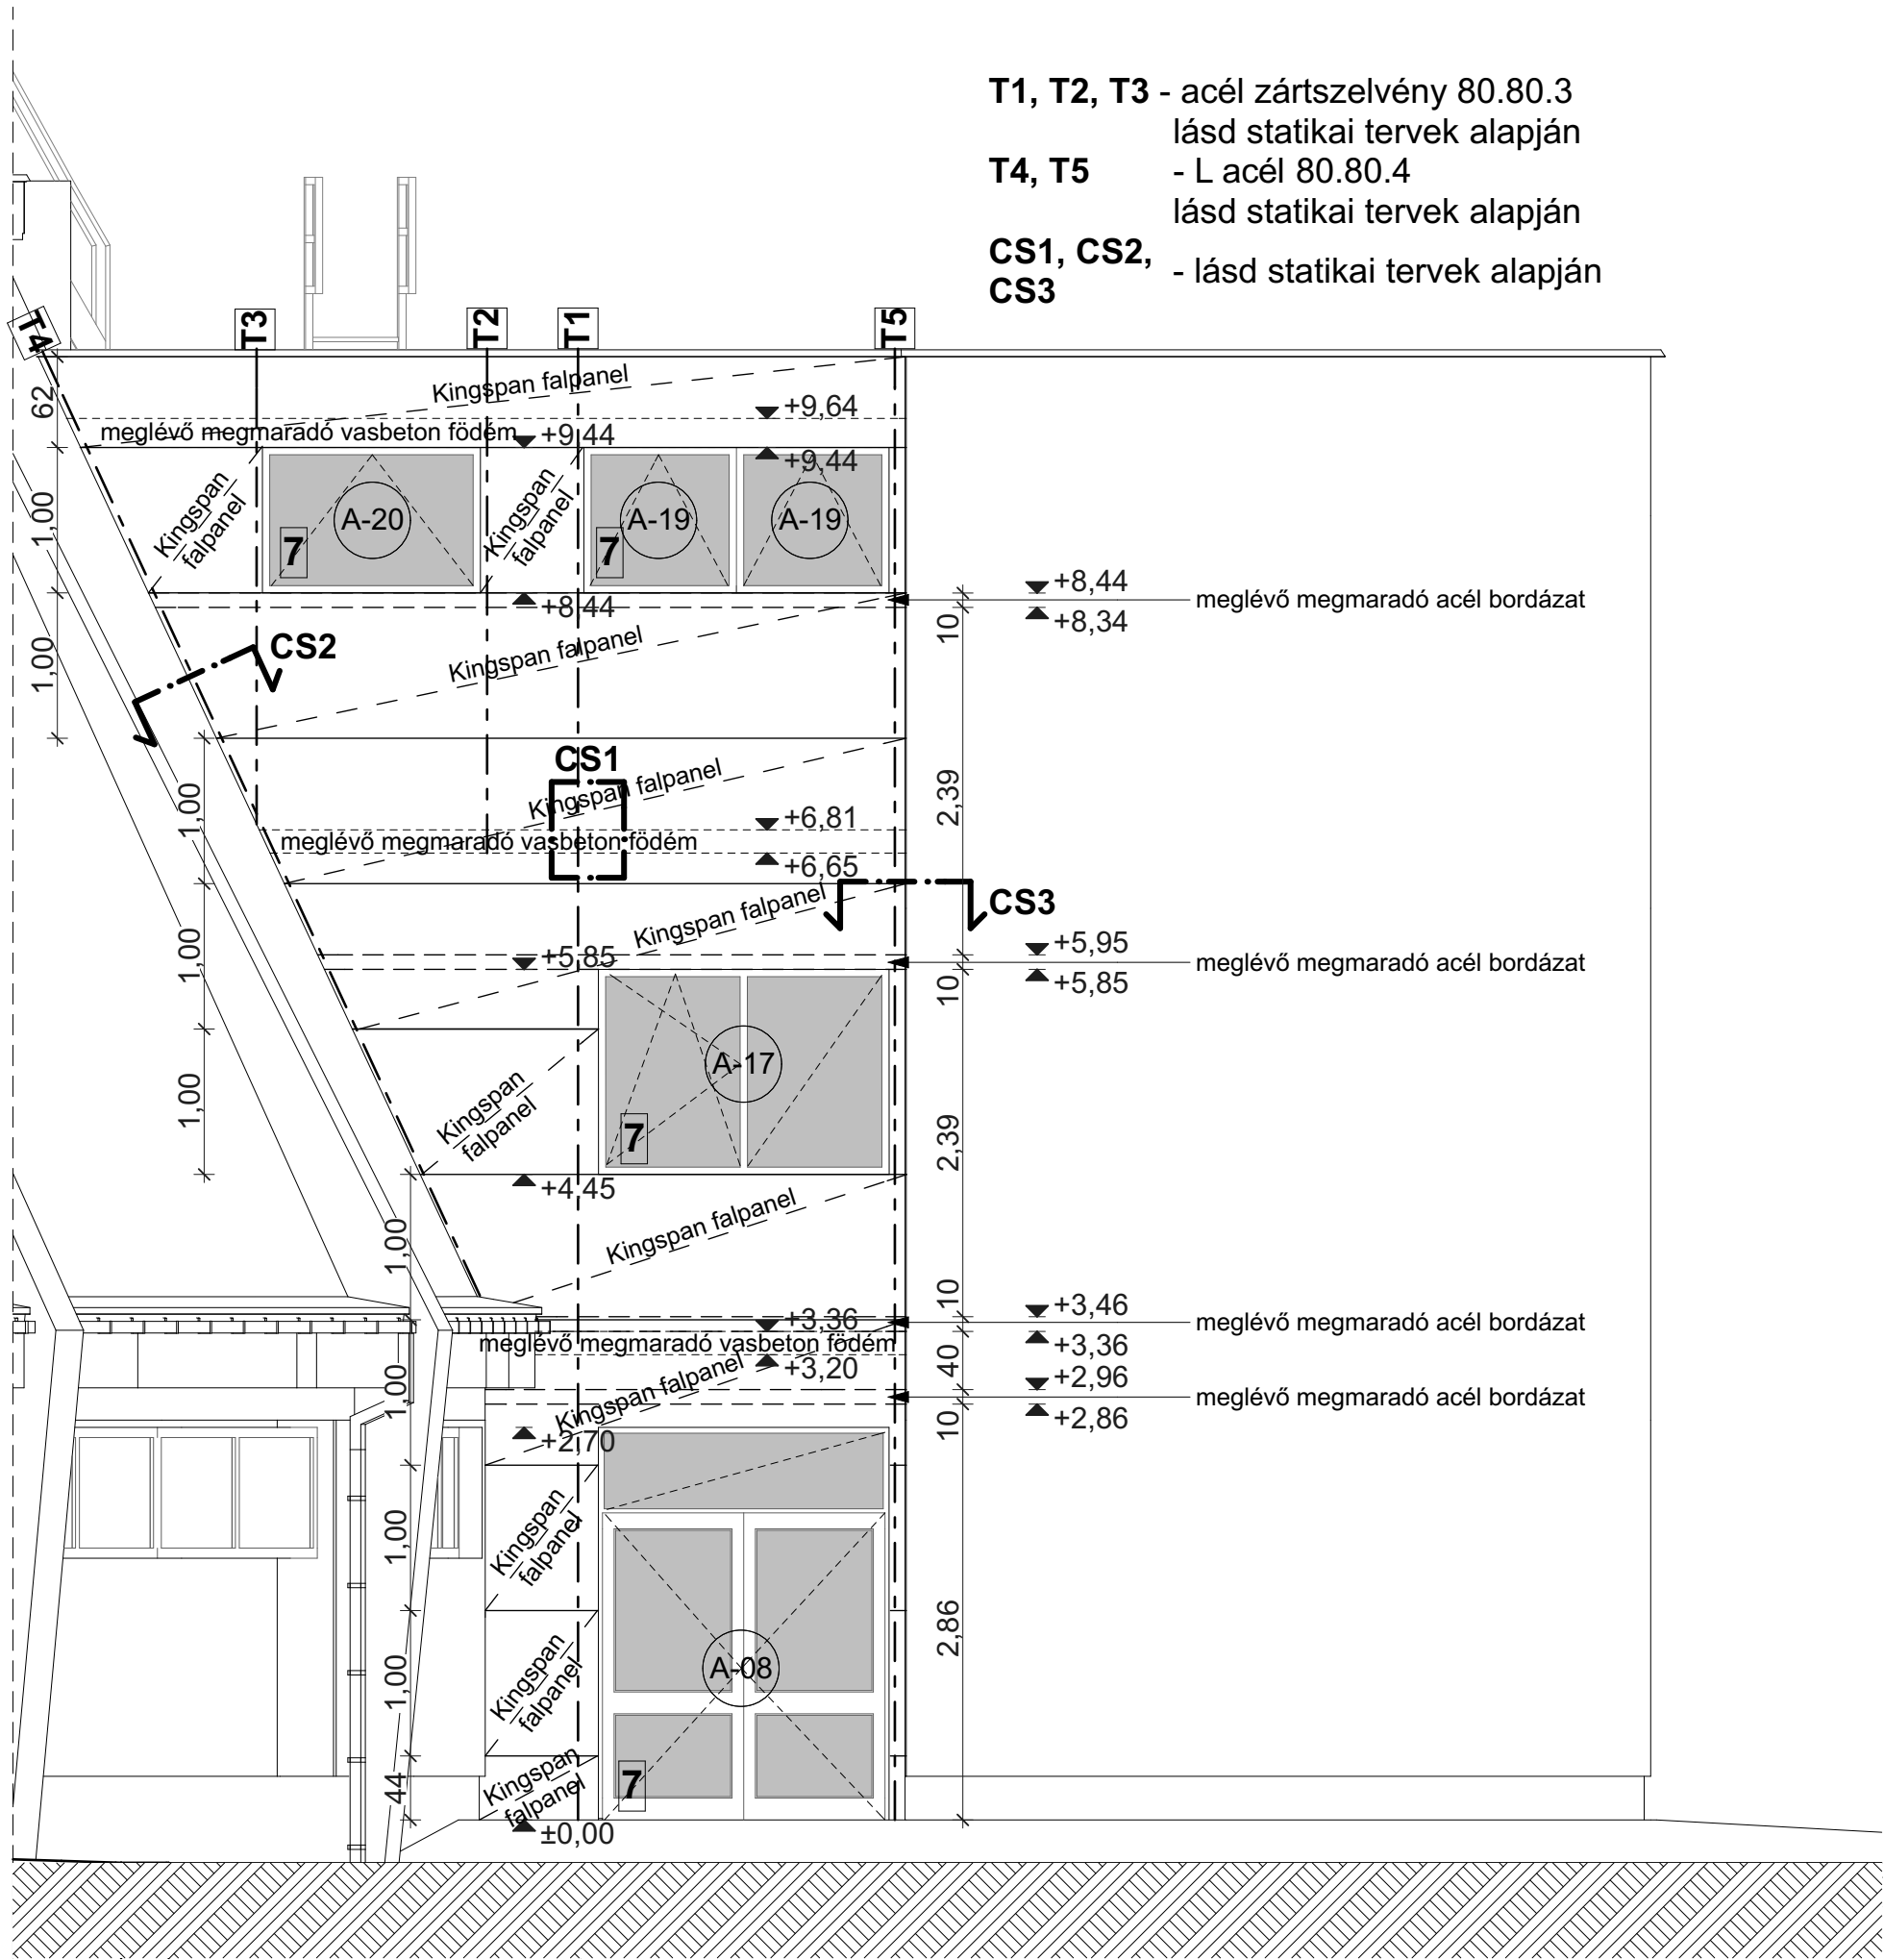 T1, T2, T3 - acél zártszelvény 80.80.3
lásd statikai tervek alapján
T4, T5 - L acél 80.80.4
lásd statikai tervek alapján
CS1, CS2,
CS3 - lásd statikai tervek alapján
T4
T3
T2
T1
T5
62
Kingspan falpanel
+9,64
meglévő megmaradó vasbeton födém
+9,44
+9,44
1,00
Kingspan
falpanel
A-20
7
Kingspan
falpanel
A-19
7
A-19
+8,44
+8,44
meglévő megmaradó acél bordázat
+8,34
10
1,00
CS2
Kingspan falpanel
CS1
Kingspan falpanel
1,00
2,39
+6,81
meglévő megmaradó vasbeton födém
+6,65
Kingspan falpanel
CS3
1,00
+5,85
+5,95
meglévő megmaradó acél bordázat
+5,85
10
A-17
7
1,00
Kingspan
falpanel
2,39
+4,45
Kingspan falpanel
1,00
10
+3,36
+3,46
meglévő megmaradó acél bordázat
+3,36
meglévő megmaradó vasbeton födém
+3,20
40
+2,96
meglévő megmaradó acél bordázat
+2,86
10
1,00
Kingspan falpanel
+2,70
1,00
Kingspan
falpanel
2,86
1,00
Kingspan
falpanel
A-08
7
44
Kingspan
falpanel
±0,00